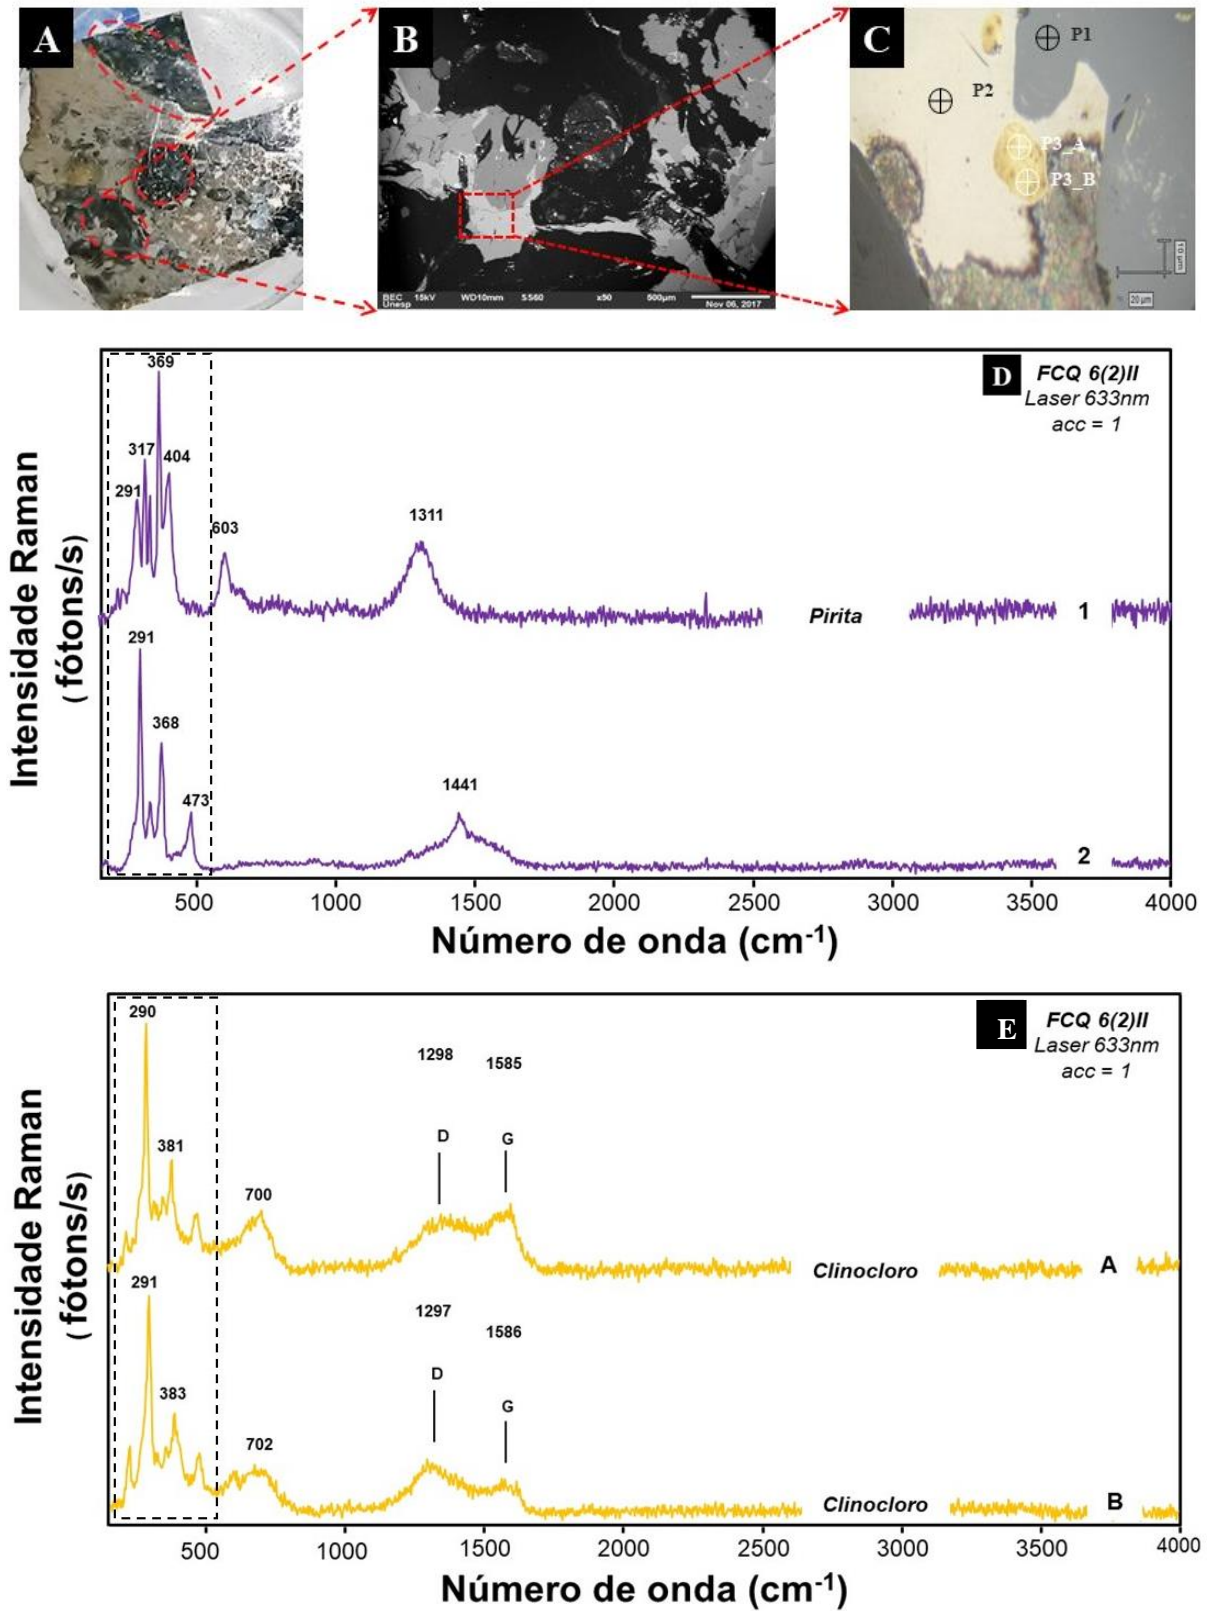 A
B
C
P1
P2
P3_A
P3_B
10 µm
20 µm
BEC 15kV WD10mm S.S60 x50 500µm
Unesp Nov 06, 2017
D
FCQ 6(2)II
Laser 633nm
acc = 1
369
317
404
291
603
1311
Pirita
1
291
368
473
1441
2
Intensidade Raman
(fótons/s)
500 1000 1500 2000 2500 3000 3500 4000
Número de onda (cm-1)
E
FCQ 6(2)II
Laser 633nm
acc = 1
290
381
700
1298
1585
D
G
Clinocloro
A
291
383
702
1297
1586
D
G
Clinocloro
B
Intensidade Raman
(fótons/s)
500 1000 1500 2000 2500 3000 3500 4000
Número de onda (cm-1)